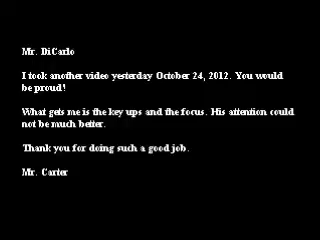 Mr. DiCarlo
I took another video yesterday October 24, 2012. You would
be proud!
What gets me is the key ups and the focus. His attention could
not be much better.
Thank you for doing such a good job.
Mr. Carter